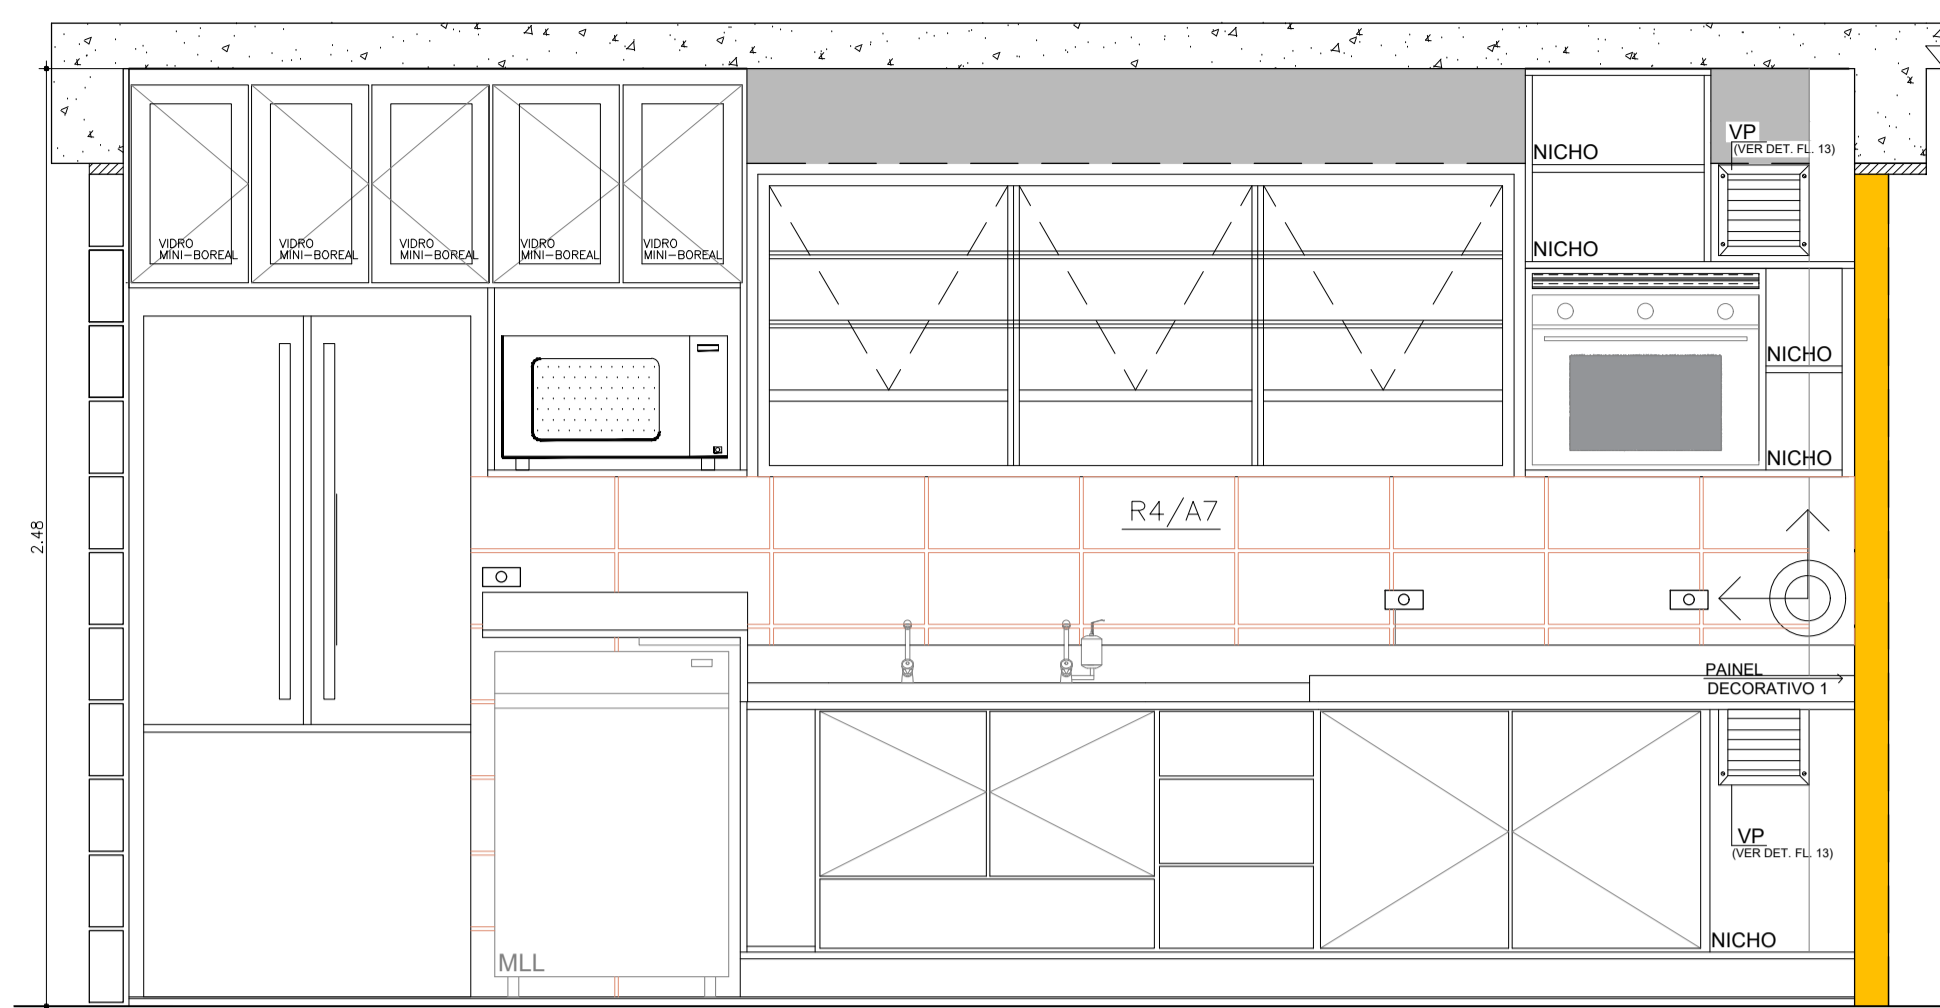 VP
(VER DET. FL. 13)
NICHO
VIDRO
MINI-BOREAL
VIDRO
MINI-BOREAL
VIDRO
MINI-BOREAL
VIDRO
MINI-BOREAL
VIDRO
MINI-BOREAL
NICHO
NICHO
NICHO
R4/A7
2.48
PAINEL
DECORATIVO 1
VP
(VER DET. FL. 13)
NICHO
MLL